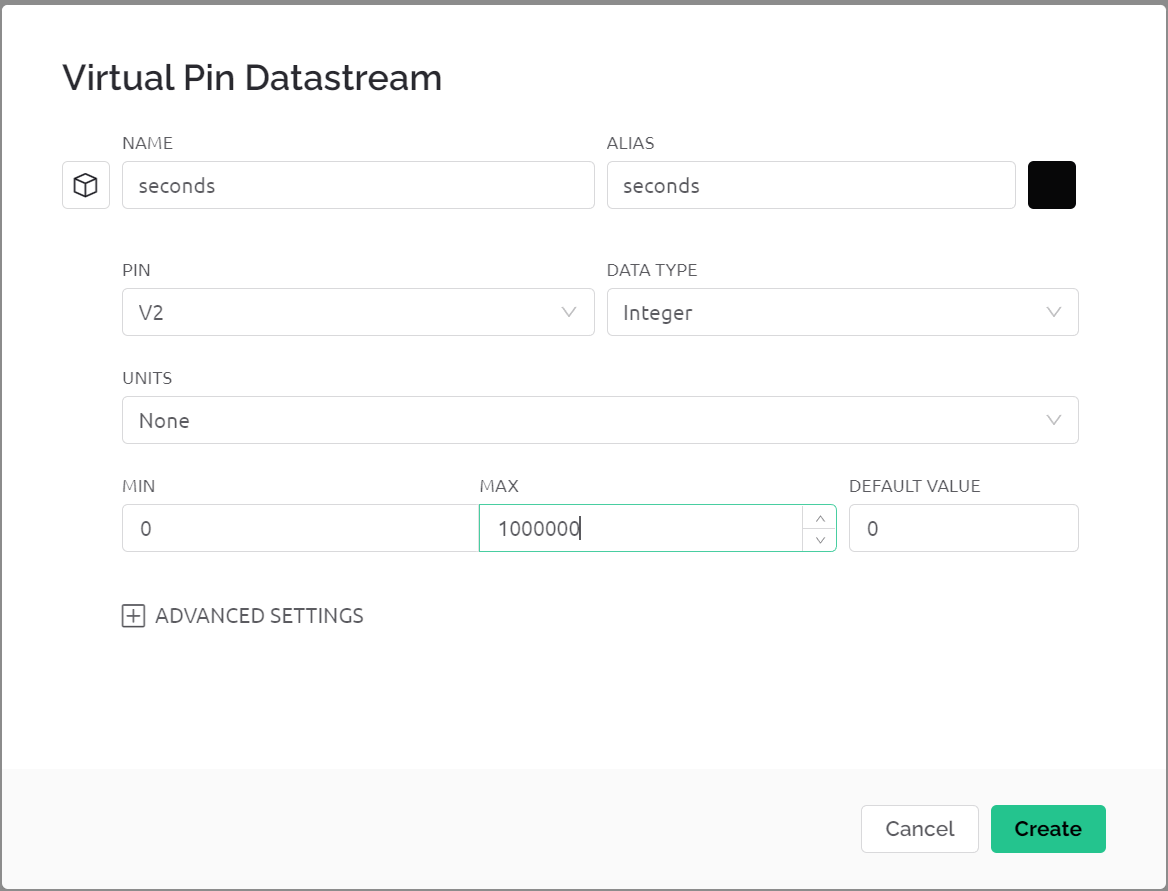 Virtual Pin Datastream
NAME ALIAS
seconds seconds
PIN DATA TYPE
V2 Integer
UNITS
None
MIN MAX DEFAULT VALUE
0 1000000 0
ADVANCED SETTINGS
Cancel Create